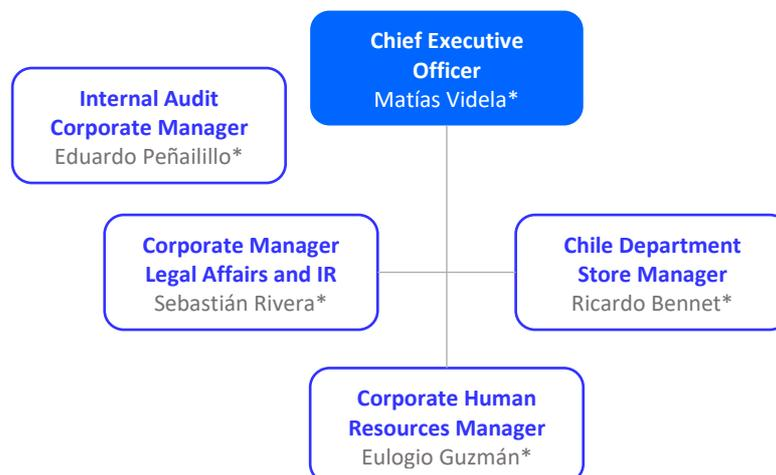 Chief Executive
Officer
Matías Videla*
Internal Audit
Corporate Manager
Eduardo Peñailillo*
Corporate Manager
Legal Affairs and IR
Sebastián Rivera*
Chile Department
Store Manager
Ricardo Bennet*
Corporate Human
Resources Manager
Eulogio Guzmán*